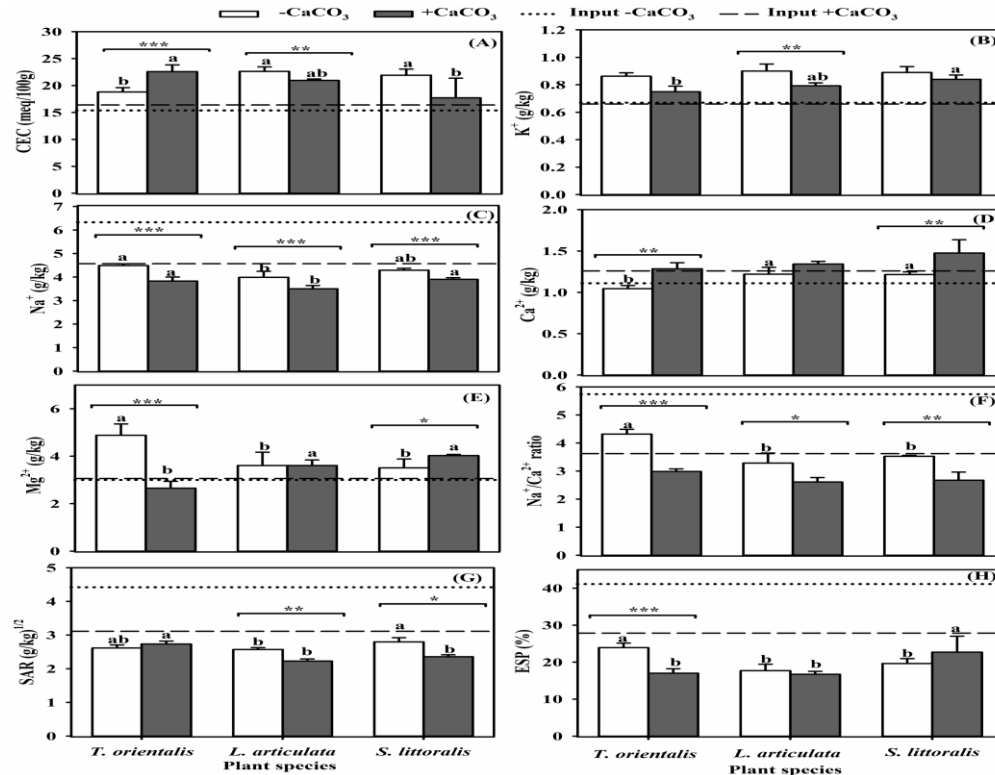 -CaCO3 +CaCO3 Input -CaCO3 Input +CaCO3
(A)
CEC (meq/100g)
30
25
20
15
10
5
0
*** **
b a a ab a b
(B)
K+ (g/kg)
1.2
1.0
0.8
0.6
0.4
0.2
0.0
**
b a ab a
(C)
Na+ (g/kg)
7
6
5
4
3
2
1
0
*** *** ***
a a b b ab a
(D)
Ca2+ (g/kg)
1.5
1.0
0.5
0.0
** **
b a a
(E)
Mg2+ (g/kg)
6
4
2
0
*** *
a b b a b a
(F)
Na+/Ca2+ ratio
6
5
4
3
2
1
0
*** * **
a b b
(G)
SAR (g/kg)1/2
5
4
3
2
1
0
** *
ab a b b a b
(H)
ESP (%)
40
30
20
10
0
***
a b b b b a
T. orientalis L. articulata S. littoralis
Plant species
T. orientalis L. articulata S. littoralis
Plant species